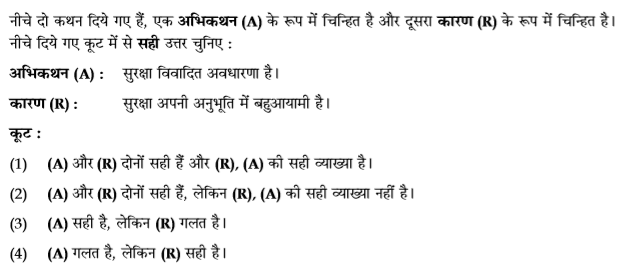 नीचे दो कथन दिये गए हैं, एक अभिकथन (A) के रूप में चिन्हित है और दूसरा कारण (R) के रूप में चिन्हित है।
नीचे दिये गए कूट में से सही उत्तर चुनिए :
अभिकथन (A) : सुरक्षा विवादित अवधारणा है।
कारण (R) : सुरक्षा अपनी अनुभूति में बहुआयामी है।
कूट :
(1) (A) और (R) दोनों सही हैं और (R), (A) की सही व्याख्या है।
(2) (A) और (R) दोनों सही हैं, लेकिन (R), (A) की सही व्याख्या नहीं है।
(3) (A) सही है, लेकिन (R) गलत है।
(4) (A) गलत है, लेकिन (R) सही है।